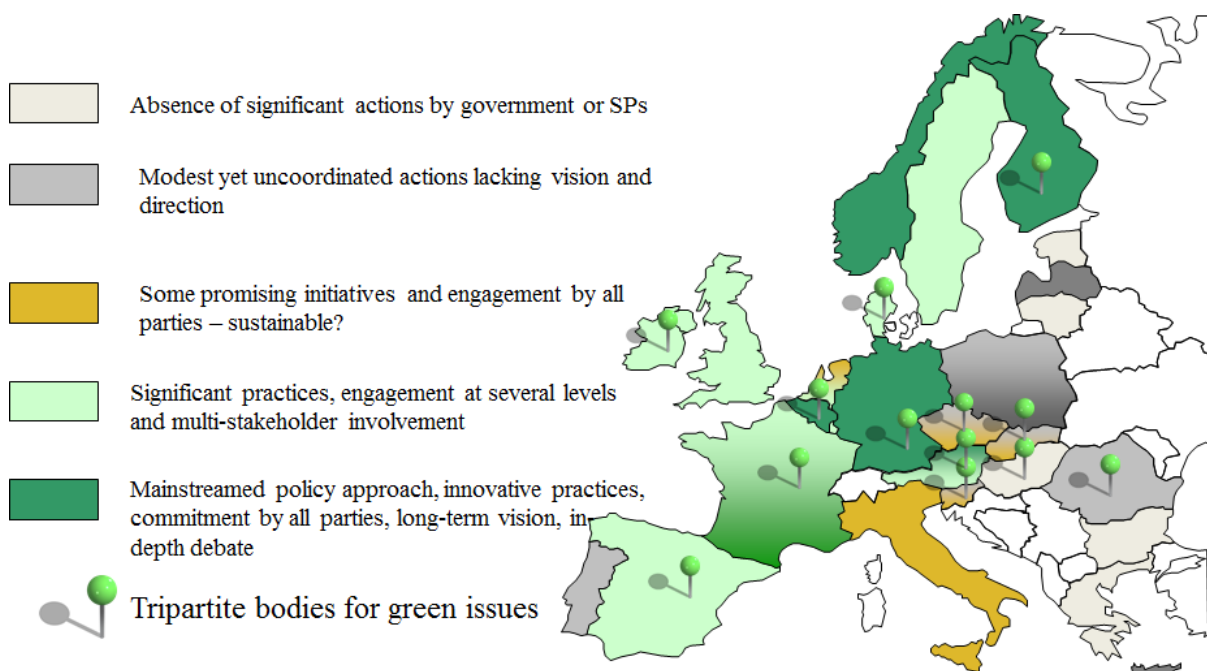 Absence of significant actions by government or SPs
Modest yet uncoordinated actions lacking vision and
direction
Some promising initiatives and engagement by all
parties – sustainable?
Significant practices, engagement at several levels
and multi-stakeholder involvement
Mainstreamed policy approach, innovative practices,
commitment by all parties, long-term vision, in-
depth debate
Tripartite bodies for green issues